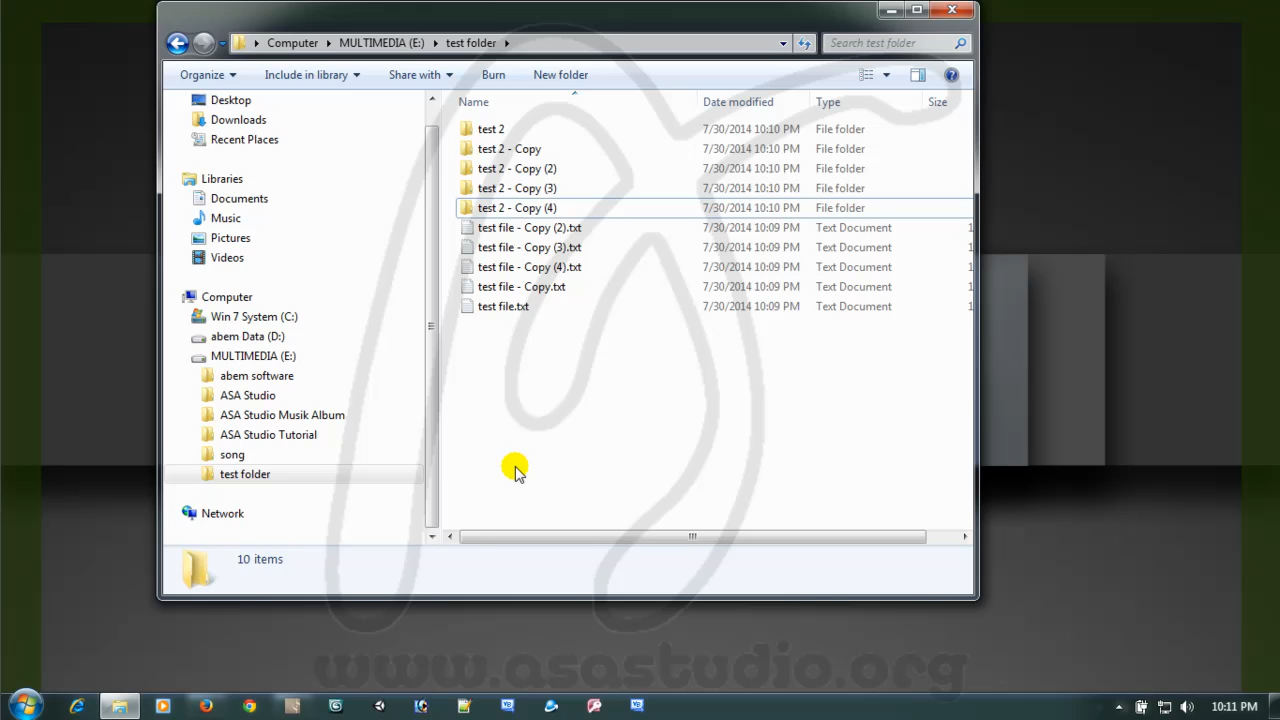 Computer MULTIMEDIA (E:) test folder Search test folder
Organize Include in library Share with Burn New folder
Desktop
Downloads
Recent Places
Libraries
Documents
Music
Pictures
Videos
Computer
Win 7 System (C:)
abem Data (D:)
MULTIMEDIA (E:)
abem software
ASA Studio
ASA Studio Musik Album
ASA Studio Tutorial
song
test folder
Network
Name Date modified Type Size
test 2 7/30/2014 10:10 PM File folder
test 2 - Copy 7/30/2014 10:10 PM File folder
test 2 - Copy (2) 7/30/2014 10:10 PM File folder
test 2 - Copy (3) 7/30/2014 10:10 PM File folder
test 2 - Copy (4) 7/30/2014 10:10 PM File folder
test file - Copy (2).txt 7/30/2014 10:09 PM Text Document 1
test file - Copy (3).txt 7/30/2014 10:09 PM Text Document 1
test file - Copy (4).txt 7/30/2014 10:09 PM Text Document 1
test file - Copy.txt 7/30/2014 10:09 PM Text Document 1
test file.txt 7/30/2014 10:09 PM Text Document 1
10 items
www.asastudio.org
10:11 PM